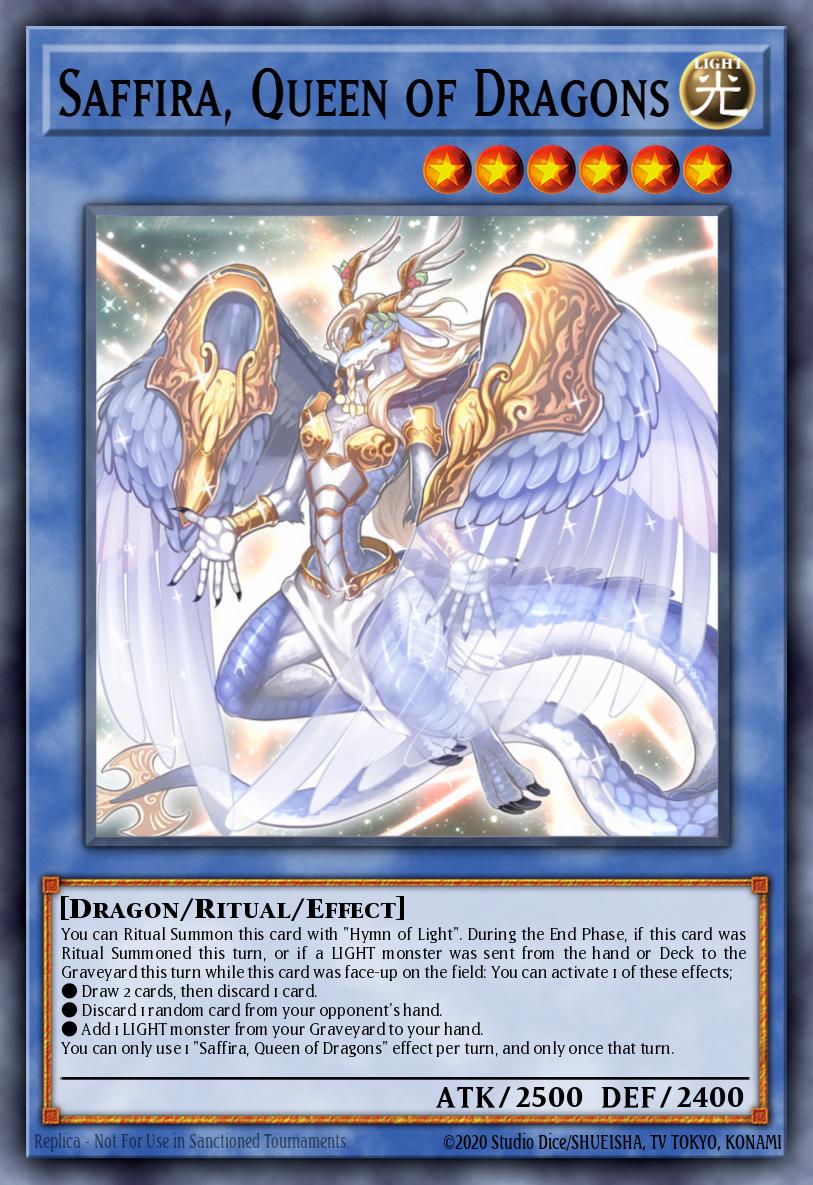 Saffira, Queen of Dragons
LIGHT
光
[Dragon/Ritual/Effect]
You can Ritual Summon this card with "Hymn of Light". During the End Phase, if this card was
Ritual Summoned this turn, or if a LIGHT monster was sent from the hand or Deck to the
Graveyard this turn while this card was face-up on the field: You can activate 1 of these effects;
● Draw 2 cards, then discard 1 card.
● Discard 1 random card from your opponent's hand.
● Add 1 LIGHT monster from your Graveyard to your hand.
You can only use 1 "Saffira, Queen of Dragons" effect per turn, and only once that turn.
ATK/2500 DEF/2400
Replica - Not For Use in Sanctioned Tournaments. ©2020 Studio Dice/SHUEISHA, TV TOKYO, KONAMI